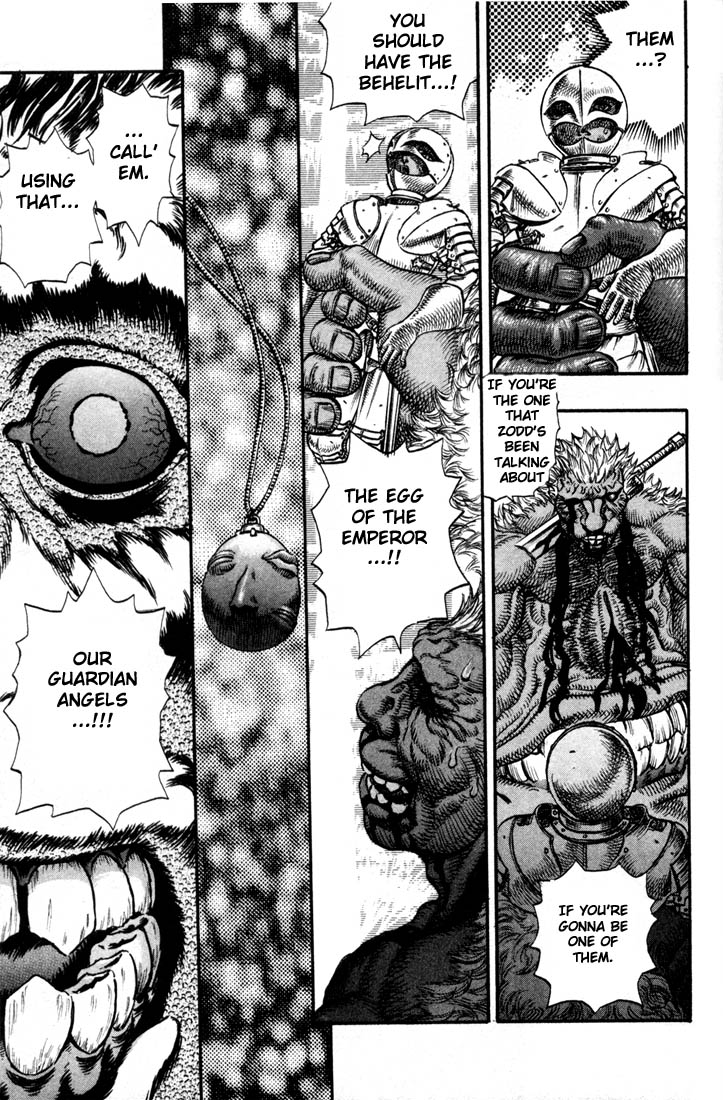 THEM
...?
IF YOU'RE
THE ONE
THAT
ZODD'S
BEEN
TALKING
ABOUT
IF YOU'RE
GONNA BE
ONE OF
THEM.
YOU
SHOULD
HAVE THE
BEHELIT...!
THE EGG
OF THE
EMPEROR
...!!
...
CALL'
EM.
USING
THAT...
OUR
GUARDIAN
ANGELS
...!!!